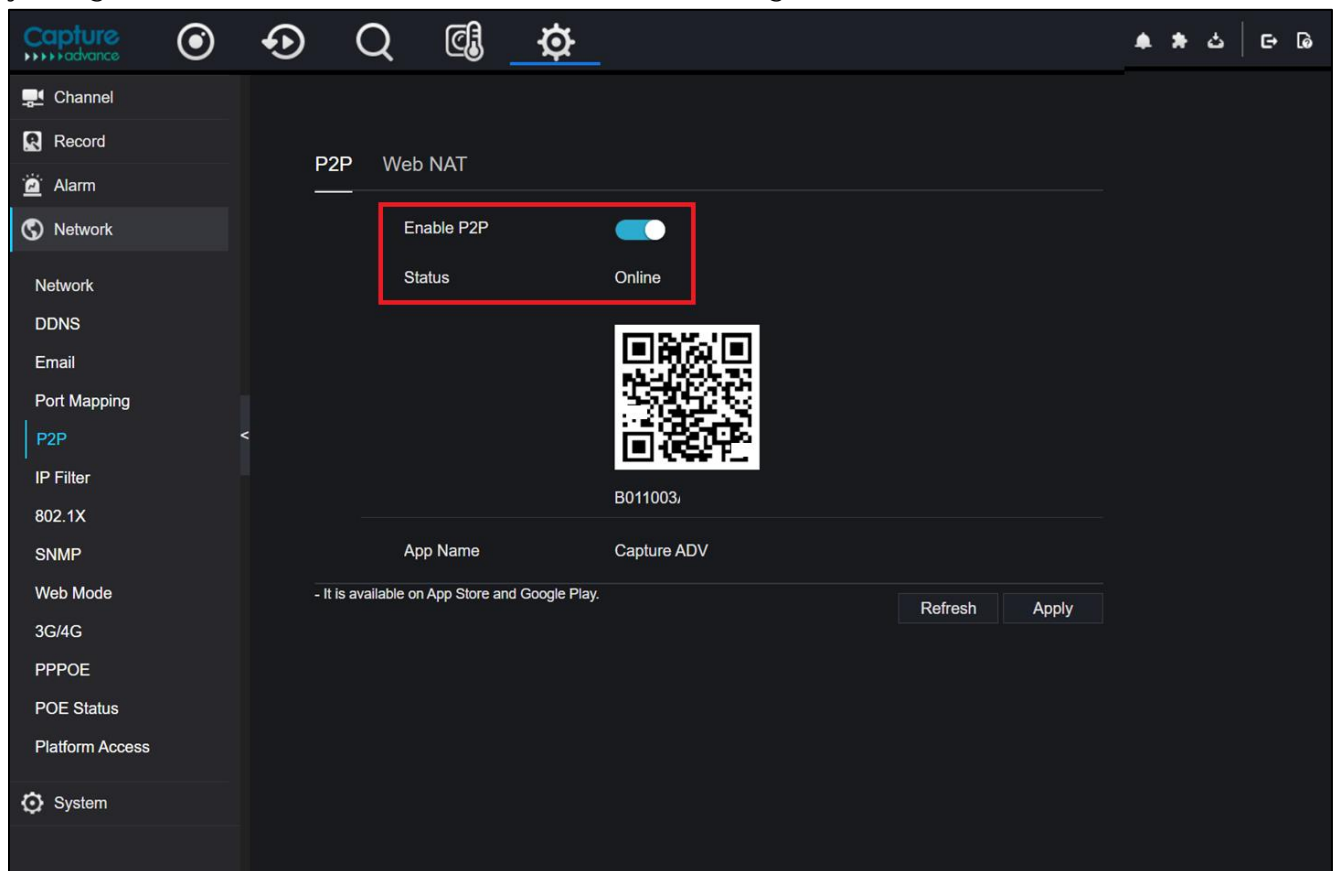 Capture
advance
Channel
Record
Alarm
Network
Network
DDNS
Email
Port Mapping
P2P
IP Filter
802.1X
SNMP
Web Mode
3G/4G
PPPOE
POE Status
Platform Access
System
P2P Web NAT
Enable P2P
Status Online
B011003
App Name Capture ADV
- It is available on App Store and Google Play.
Refresh Apply